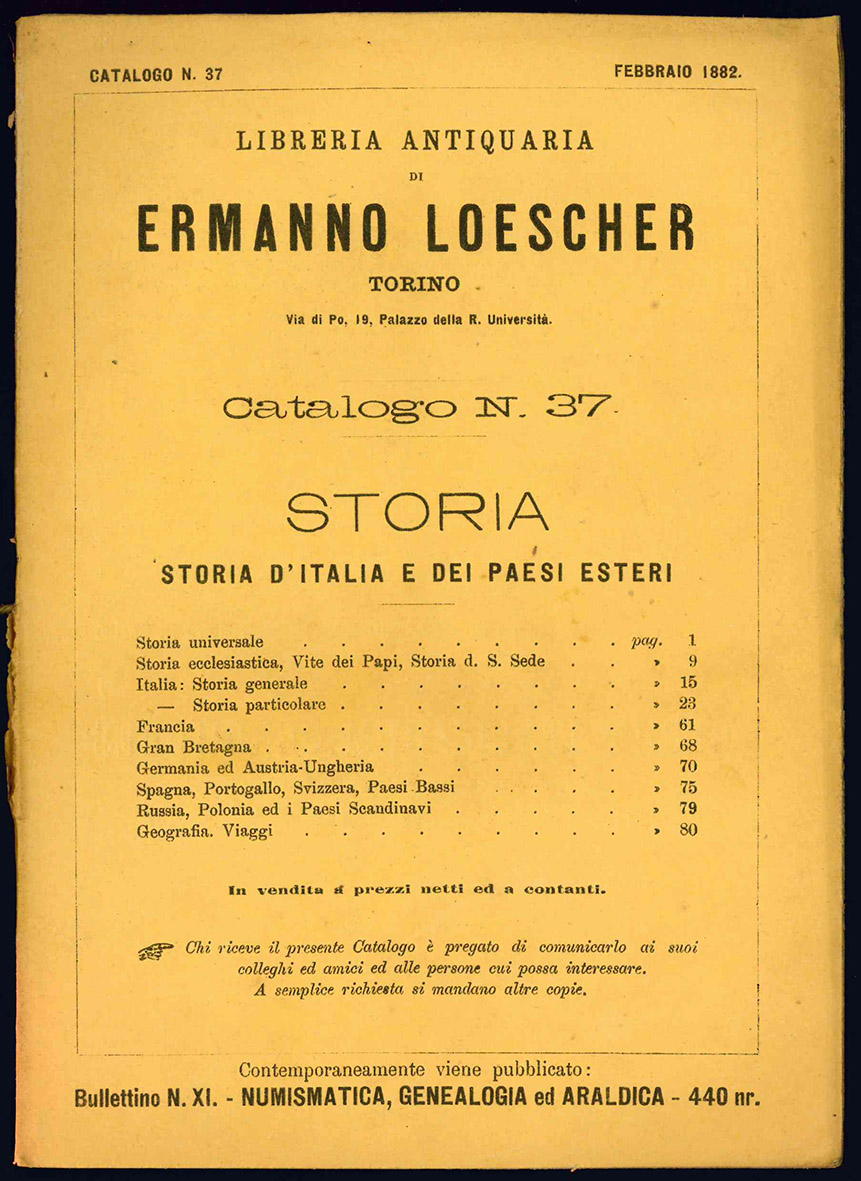 CATALOGO N. 37
FEBBRAIO 1882.
LIBRERIA ANTIQUARIA
DI
ERMANNO LOESCHER
TORINO
Via di Po, 19, Palazzo della R. Università.
Catalogo N. 37.
STORIA
STORIA D'ITALIA E DEI PAESI ESTERI
Storia universale . . . . . . . . . . pag. 1
Storia ecclesiastica, Vite dei Papi, Storia d. S. Sede . . » 9
Italia: Storia generale . . . . . . . . » 15
— Storia particolare . . . . . . . . » 23
Francia . . . . . . . . . . . » 61
Gran Bretagna . . . . . . . . . . » 68
Germania ed Austria-Ungheria . . . . . . » 70
Spagna, Portogallo, Svizzera, Paesi Bassi . . . . . » 75
Russia, Polonia ed i Paesi Scandinavi . . . . . » 79
Geografia. Viaggi . . . . . . . . . » 80
In vendita a prezzi netti ed a contanti.
☞ Chi riceve il presente Catalogo è pregato di comunicarlo ai suoi
colleghi ed amici ed alle persone cui possa interessare.
A semplice richiesta si mandano altre copie.
Contemporaneamente viene pubblicato:
Bullettino N. XI. - NUMISMATICA, GENEALOGIA ed ARALDICA - 440 nr.